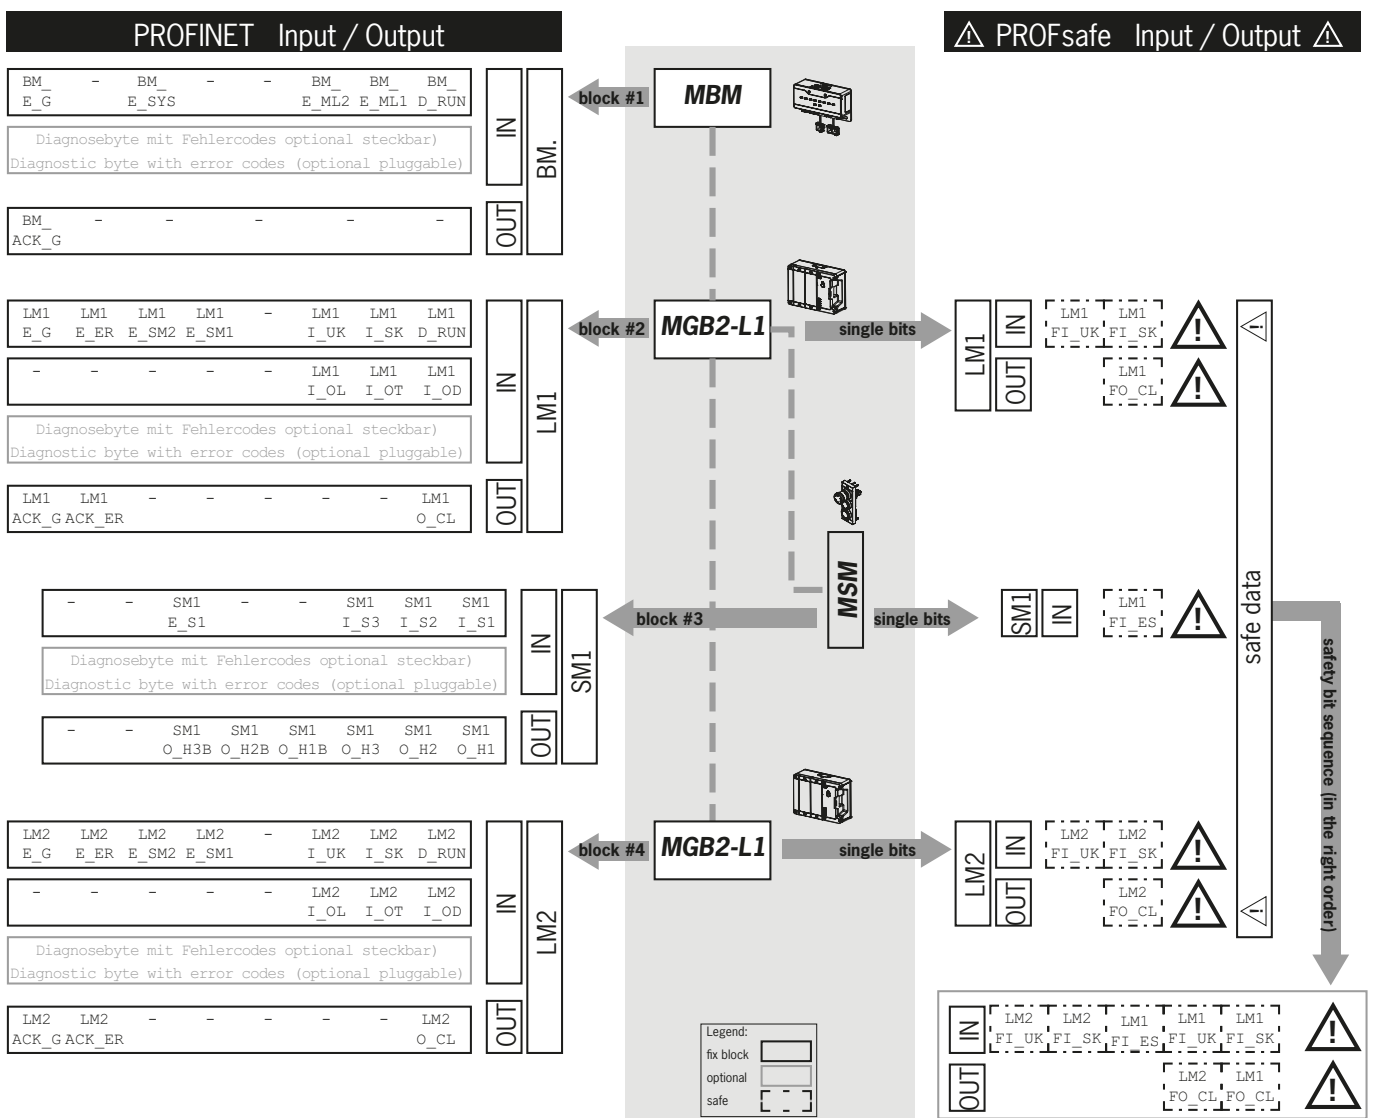 PROFINET Input / Output
⚠ PROFsafe Input / Output ⚠
BM_ - BM_ - - BM_ BM_ BM_
E_G E_SYS E_ML2 E_ML1 D_RUN
Diagnosebyte mit Fehlercodes optional steckbar)
Diagnostic byte with error codes (optional pluggable)
IN
BM.
BM_ - - - - -
ACK_G
OUT
block #1
MBM
LM1 LM1 LM1 LM1 - LM1 LM1 LM1
E_G E_ER E_SM2 E_SM1 I_UK I_SK D_RUN
- - - - - LM1 LM1 LM1
I_OL I_OT I_OD
Diagnosebyte mit Fehlercodes optional steckbar)
Diagnostic byte with error codes (optional pluggable)
IN
LM1
LM1 LM1 - - - - - LM1
ACK_G ACK_ER O_CL
OUT
block #2
MGB2-L1
single bits
LM1
IN
LM1 LM1
FI_UK FI_SK
OUT
LM1
FO_CL
- - SM1 - - SM1 SM1 SM1
E_S1 I_S3 I_S2 I_S1
Diagnosebyte mit Fehlercodes optional steckbar)
Diagnostic byte with error codes (optional pluggable)
IN
SM1
- - SM1 SM1 SM1 SM1 SM1 SM1
O_H3B O_H2B O_H1B O_H3 O_H2 O_H1
OUT
block #3
MSM
single bits
SM1
IN
LM1
FI_ES
safe data
safety bit sequence (in the right order)
LM2 LM2 LM2 LM2 - LM2 LM2 LM2
E_G E_ER E_SM2 E_SM1 I_UK I_SK D_RUN
- - - - - LM2 LM2 LM2
I_OL I_OT I_OD
Diagnosebyte mit Fehlercodes optional steckbar)
Diagnostic byte with error codes (optional pluggable)
IN
LM2
LM2 LM2 - - - - - LM2
ACK_G ACK_ER O_CL
OUT
block #4
MGB2-L1
single bits
LM2
IN
LM2 LM2
FI_UK FI_SK
OUT
LM2
FO_CL
Legend:
fix block
optional
safe
IN
LM2 LM2 LM1 LM1 LM1
FI_UK FI_SK FI_ES FI_UK FI_SK
OUT
LM2 LM1
FO_CL FO_CL